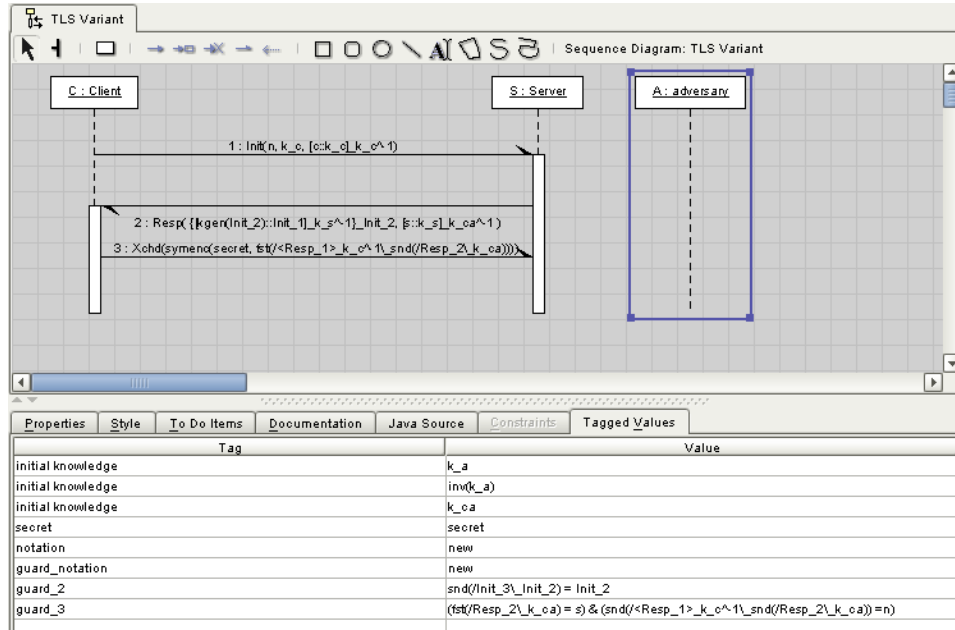 TLS Variant
Sequence Diagram: TLS Variant
C : Client
S : Server
A : adversary
1 : Init(n, k_c, [c::k_c]_k_c^-1)
2 : Resp( {[kgen(Init_2)::Init_1]_k_s^-1}_Init_2, [s::k_s]_k_ca^-1 )
3 : Xchd(symenc(secret, fst(/<Resp_1>_k_c^-1\_snd(/Resp_2\_k_ca))))
Properties
Style
To Do Items
Documentation
Java Source
Constraints
Tagged Values
Tag Value
initial knowledge k_a
initial knowledge inv(k_a)
initial knowledge k_ca
secret secret
notation new
guard_notation new
guard_2 snd(/Init_3\_Init_2) = Init_2
guard_3 (fst(/Resp_2\_k_ca) = s) & (snd(/<Resp_1>_k_c^-1\_snd(/Resp_2\_k_ca)) =n)